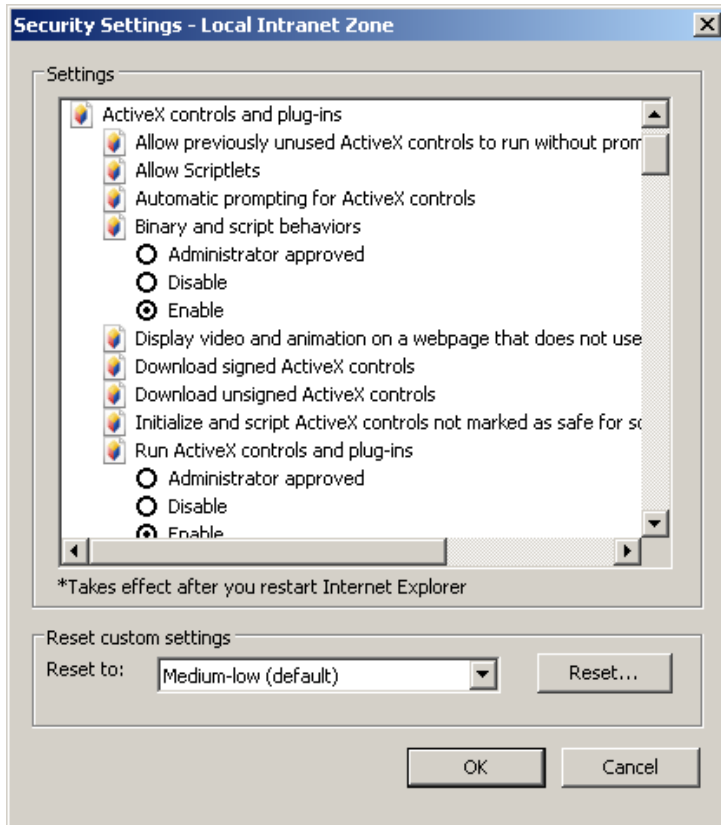 Security Settings - Local Intranet Zone
Settings
ActiveX controls and plug-ins
Allow previously unused ActiveX controls to run without prom
Allow Scriptlets
Automatic prompting for ActiveX controls
Binary and script behaviors
Administrator approved
Disable
Enable
Display video and animation on a webpage that does not use
Download signed ActiveX controls
Download unsigned ActiveX controls
Initialize and script ActiveX controls not marked as safe for sc
Run ActiveX controls and plug-ins
Administrator approved
Disable
Enable
*Takes effect after you restart Internet Explorer
Reset custom settings
Reset to: Medium-low (default) Reset...
OK Cancel